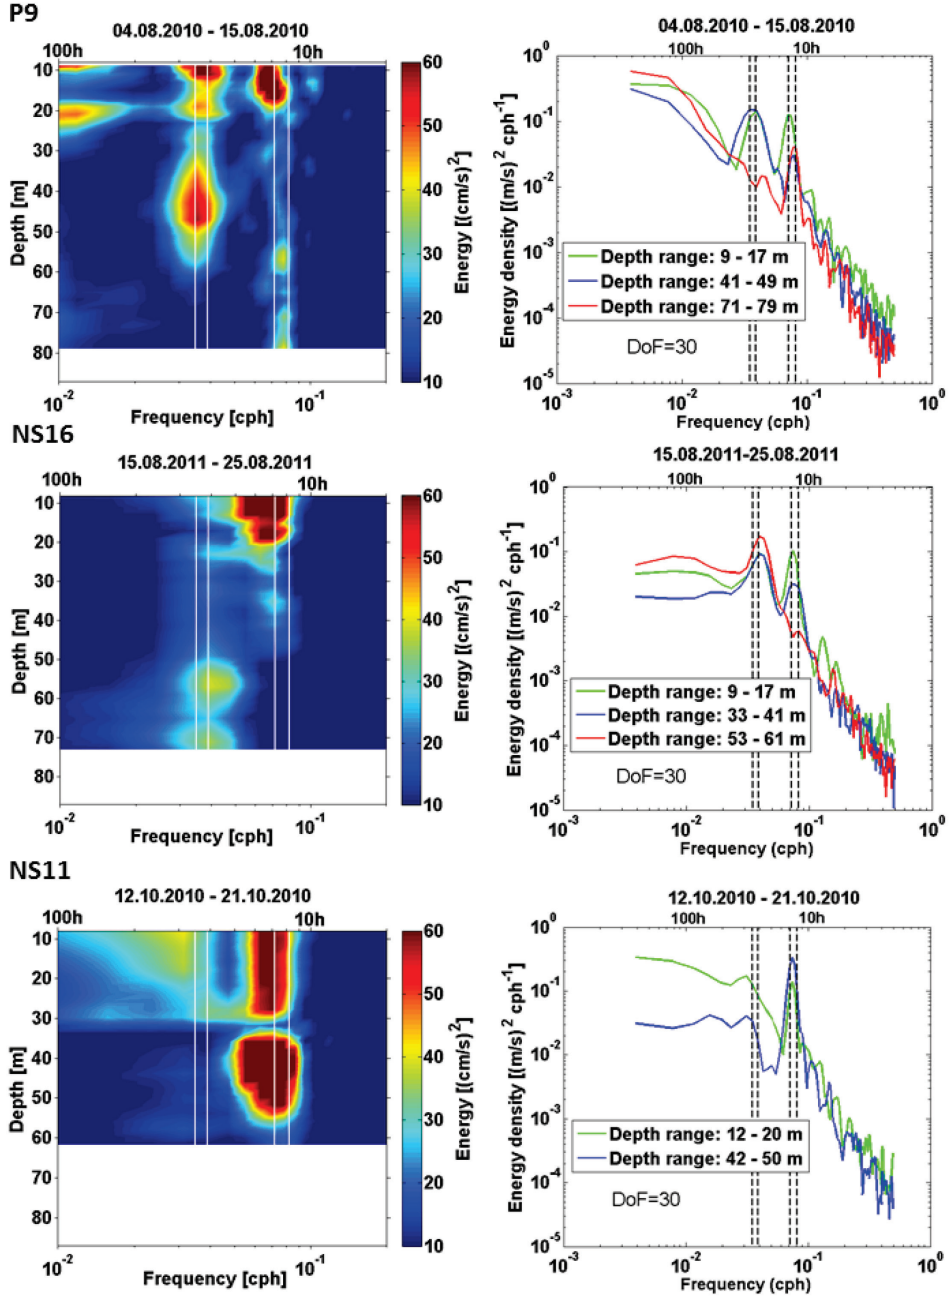 P9
04.08.2010 - 15.08.2010
100h 10h
10
20
30
40
50
60
70
80
Depth [m]
10⁻² 10⁻¹
Frequency [cph]
60
50
40
30
20
10
Energy [(cm/s)²]
04.08.2010 - 15.08.2010
100h 10h
10⁰
10⁻¹
10⁻²
10⁻³
10⁻⁴
10⁻⁵
Energy density [(m/s)² cph⁻¹]
Depth range: 9 - 17 m
Depth range: 41 - 49 m
Depth range: 71 - 79 m
DoF=30
10⁻³ 10⁻² 10⁻¹ 10⁰
Frequency (cph)
NS16
15.08.2011 - 25.08.2011
100h 10h
10
20
30
40
50
60
70
80
Depth [m]
10⁻² 10⁻¹
Frequency [cph]
60
50
40
30
20
10
Energy [(cm/s)²]
15.08.2011-25.08.2011
100h 10h
10⁰
10⁻¹
10⁻²
10⁻³
10⁻⁴
10⁻⁵
Energy density [(m/s)² cph⁻¹]
Depth range: 9 - 17 m
Depth range: 33 - 41 m
Depth range: 53 - 61 m
DoF=30
10⁻³ 10⁻² 10⁻¹ 10⁰
Frequency (cph)
NS11
12.10.2010 - 21.10.2010
100h 10h
10
20
30
40
50
60
70
80
Depth [m]
10⁻² 10⁻¹
Frequency [cph]
60
50
40
30
20
10
Energy [(cm/s)²]
12.10.2010 - 21.10.2010
100h 10h
10⁰
10⁻¹
10⁻²
10⁻³
10⁻⁴
10⁻⁵
Energy density [(m/s)² cph⁻¹]
Depth range: 12 - 20 m
Depth range: 42 - 50 m
DoF=30
10⁻³ 10⁻² 10⁻¹ 10⁰
Frequency (cph)